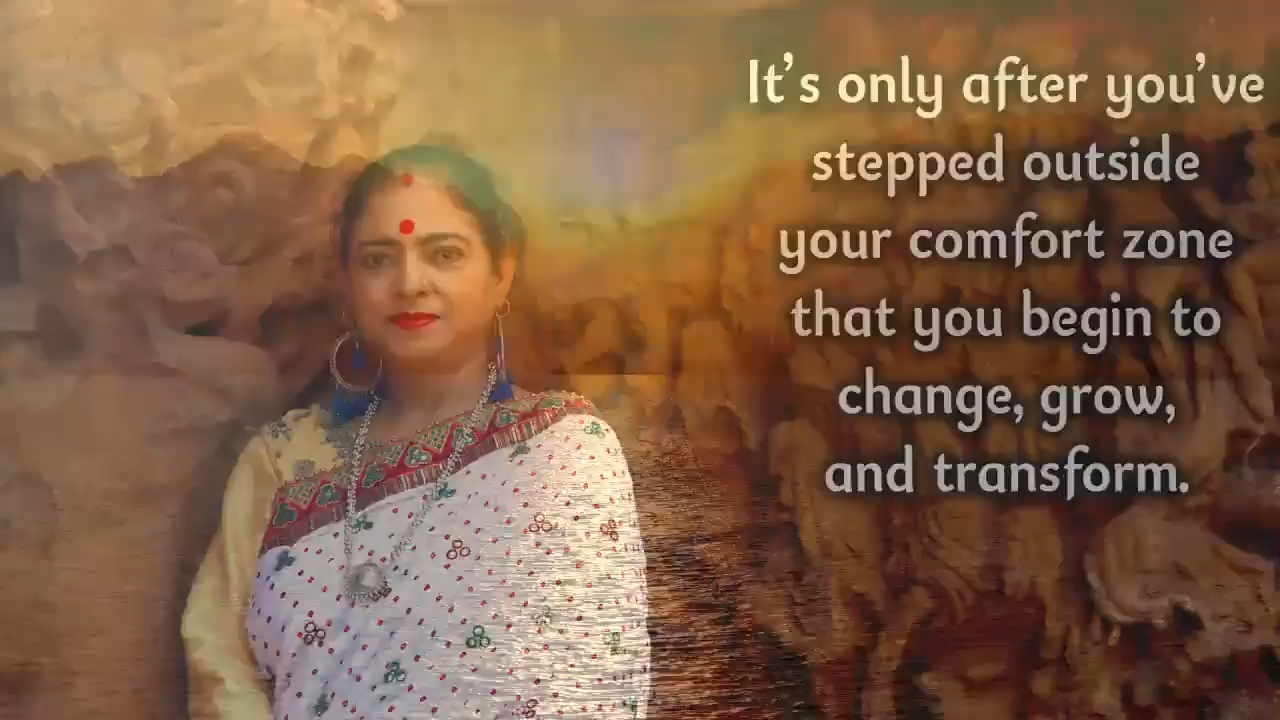 It's only after you've
stepped outside
your comfort zone
that you begin to
change, grow,
and transform.